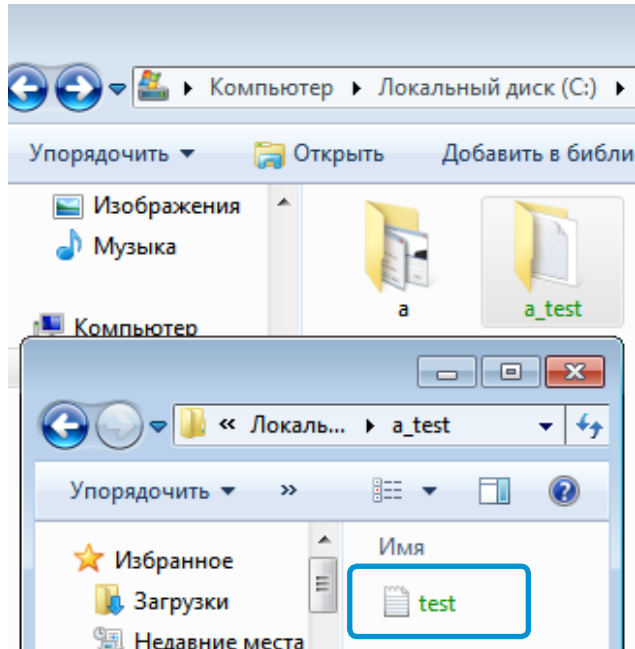 Компьютер Локальный диск (C:)
Упорядочить Открыть Добавить в библи
Изображения
Музыка
Компьютер
a a_test
« Локаль... a_test
Упорядочить »
Избранное
Загрузки
Недавние места
Имя
test